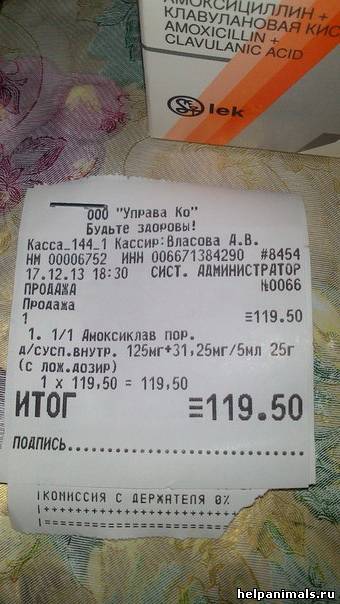 АМОКСИЦИЛЛИН +
КЛАВУЛАНОВАЯ КИС
AMOXICILLIN +
CLAVULANIC ACID
lek
ООО "Управа Ко"
Будьте здоровы!
Касса_144_1 Кассир:Власова А.В.
НМ 00006752 ИНН 006671384290 #8454
17.12.13 18:30 СИСТ. АДМИНИСТРАТОР
ПРОДАЖА №0066
Продажа
1 ≡119.50
1. 1/1 Амоксиклав пор.
д/сусп.внутр. 125мг+31,25мг/5мл 25г
(с лож.дозир)
1 x 119,50 = 119,50
ИТОГ ≡119.50
ПОДПИСЬ........................
КОМИССИЯ С ДЕРЖАТЕЛЯ 0%
helpanimals.ru